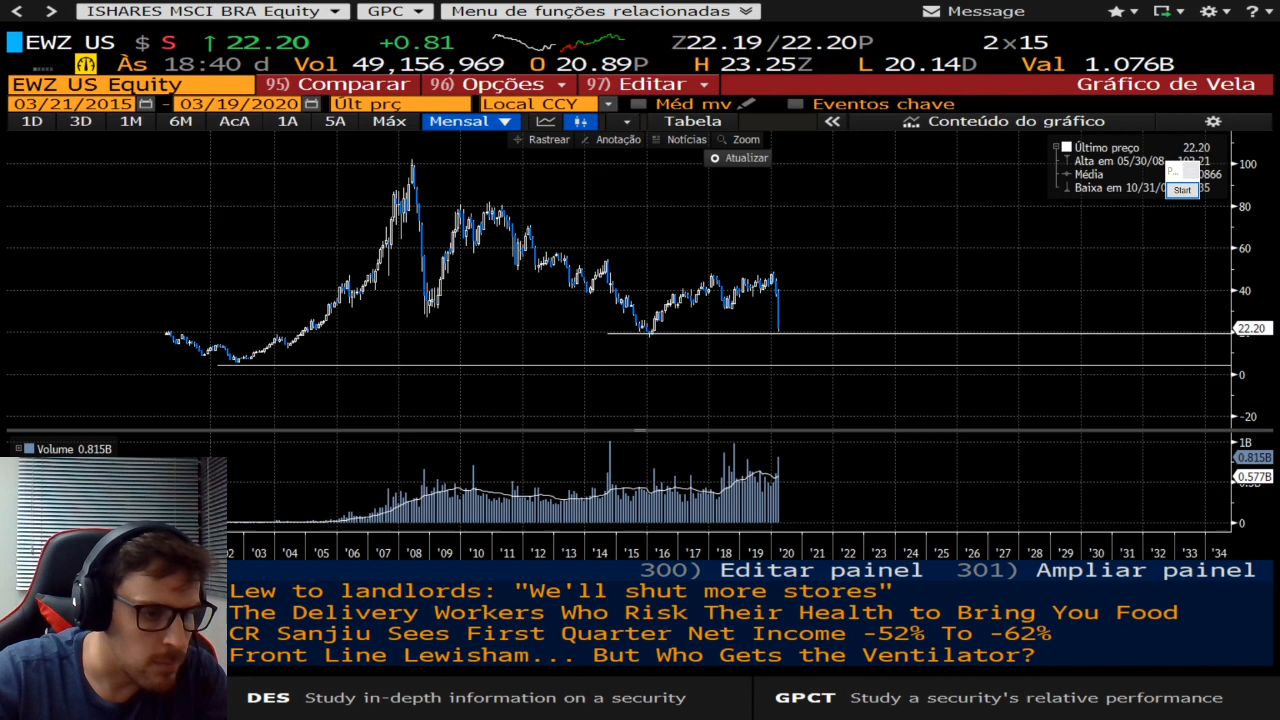 < > ISHARES MSCI BRA Equity GPC Menu de funções relacionadas Message
EWZ US $ S ↑ 22.20 +0.81 Z22.19 /22.20P 2×15
Às 18:40 d Vol 49,156,969 O 20.89P H 23.25Z L 20.14D Val 1.076B
EWZ US Equity 95) Comparar 96) Opções 97) Editar Gráfico de Vela
03/21/2015 - 03/19/2020 Últ prç Local CCY Méd mv Eventos chave
1D 3D 1M 6M AcA 1A 5A Máx Mensal ▼ Tabela « Conteúdo do gráfico
Rastrear Anotação Notícias Zoom
Atualizar
Último preço 22.20
Alta em 05/30/08
Média
Baixa em 10/31/
P...
Start
100
80
60
40
22.20
0
-20
Volume 0.815B
1B
0.815B
0.577B
0
'03 '04 '05 '06 '07 '08 '09 '10 '11 '12 '13 '14 '15 '16 '17 '18 '19 '20 '21 '22 '23 '24 '25 '26 '27 '28 '29 '30 '31 '32 '33 '34
300) Editar painel 301) Ampliar painel
Lew to landlords: "We'll shut more stores"
The Delivery Workers Who Risk Their Health to Bring You Food
CR Sanjiu Sees First Quarter Net Income -52% To -62%
Front Line Lewisham... But Who Gets the Ventilator?
DES Study in-depth information on a security
GPCT Study a security's relative performance